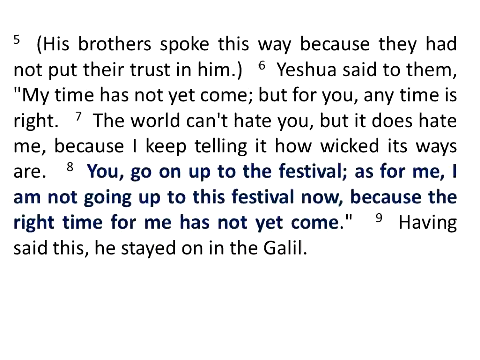 5 (His brothers spoke this way because they had
not put their trust in him.) 6 Yeshua said to them,
"My time has not yet come; but for you, any time is
right. 7 The world can't hate you, but it does hate
me, because I keep telling it how wicked its ways
are. 8 You, go on up to the festival; as for me, I
am not going up to this festival now, because the
right time for me has not yet come." 9 Having
said this, he stayed on in the Galil.